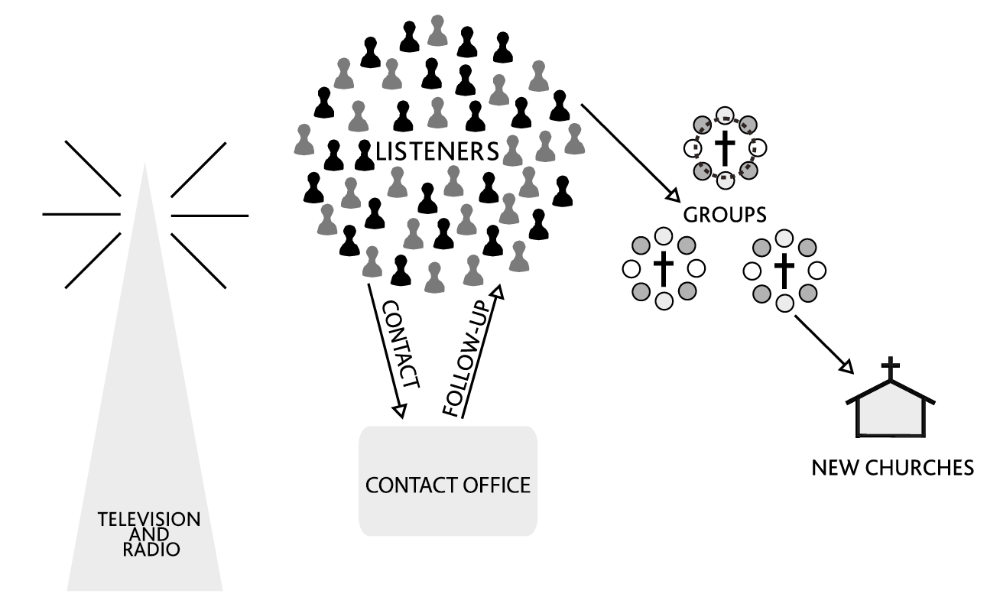 LISTENERS
GROUPS
CONTACT
FOLLOW-UP
NEW CHURCHES
CONTACT OFFICE
TELEVISION
AND
RADIO